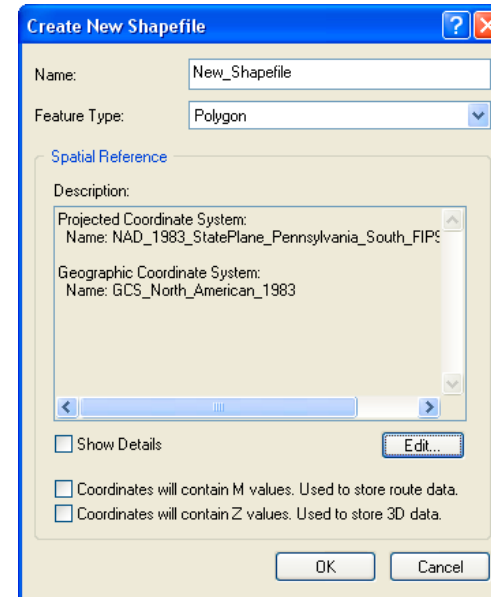 Create New Shapefile
Name: New_Shapefile
Feature Type: Polygon
Spatial Reference
Description:
Projected Coordinate System:
Name: NAD_1983_StatePlane_Pennsylvania_South_FIPS
Geographic Coordinate System:
Name: GCS_North_American_1983
Show Details
Edit...
Coordinates will contain M values. Used to store route data.
Coordinates will contain Z values. Used to store 3D data.
OK Cancel